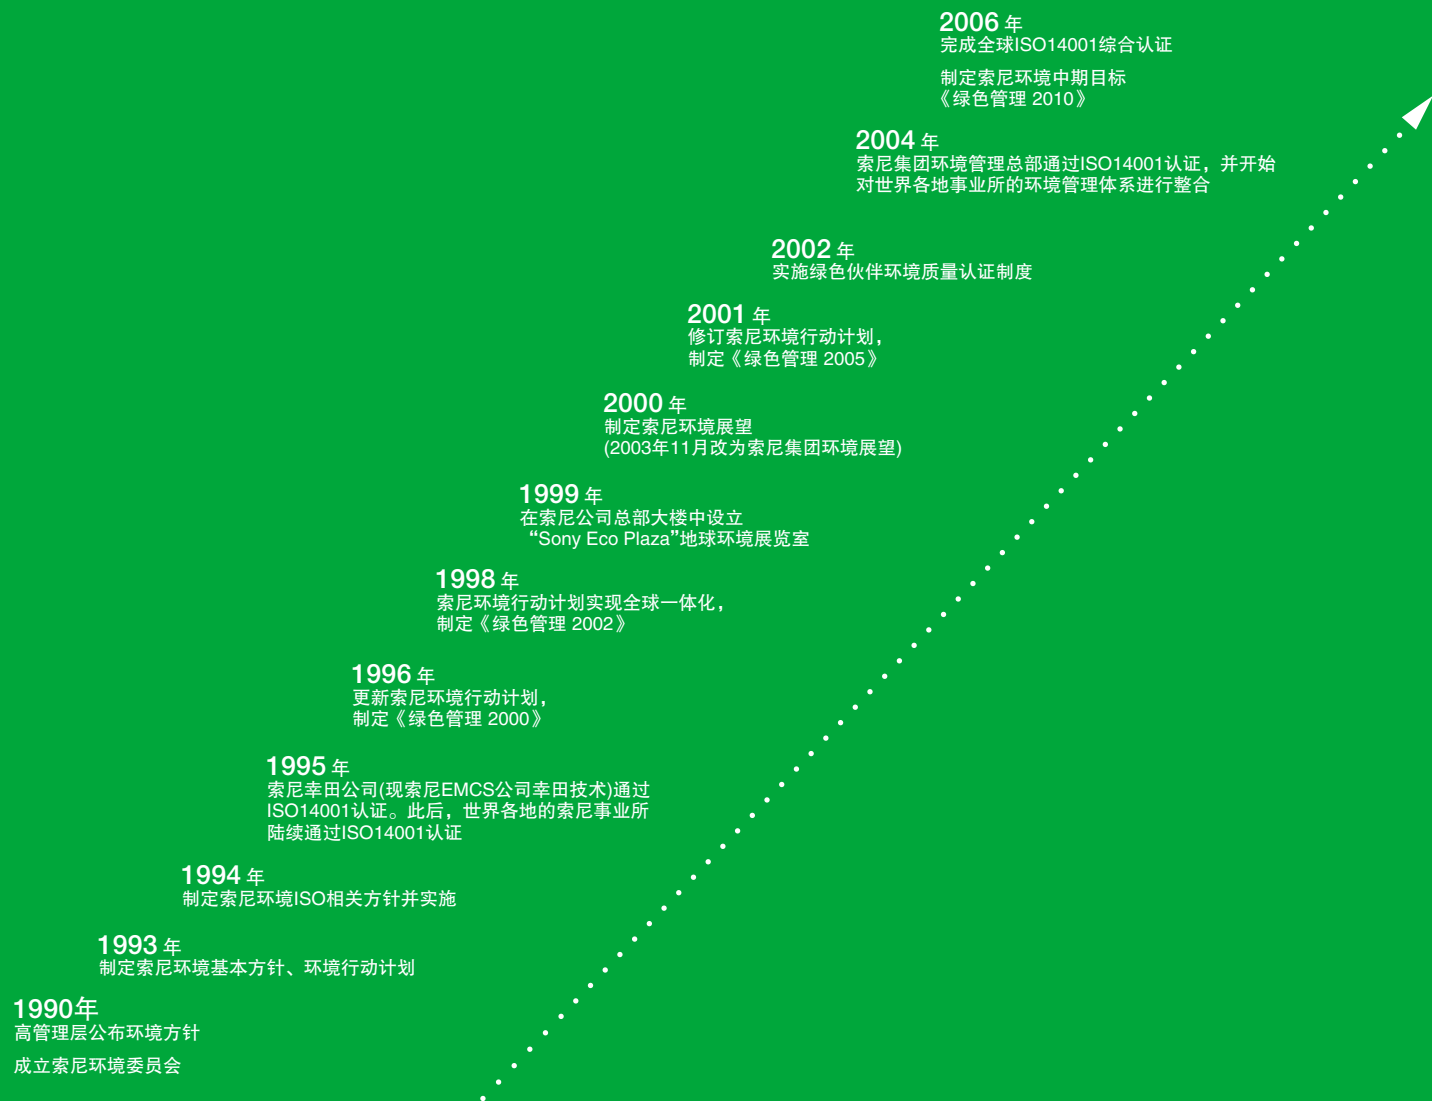 2006 年
完成全球ISO14001综合认证
制定索尼环境中期目标
《绿色管理 2010》
2004 年
索尼集团环境管理总部通过ISO14001认证，并开始
对世界各地事业所的环境管理体系进行整合
2002 年
实施绿色伙伴环境质量认证制度
2001 年
修订索尼环境行动计划，
制定《绿色管理 2005》
2000 年
制定索尼环境展望
(2003年11月改为索尼集团环境展望)
1999 年
在索尼公司总部大楼中设立
“Sony Eco Plaza”地球环境展览室
1998 年
索尼环境行动计划实现全球一体化，
制定《绿色管理 2002》
1996 年
更新索尼环境行动计划，
制定《绿色管理 2000》
1995 年
索尼幸田公司(现索尼EMCS公司幸田技术)通过
ISO14001认证。此后，世界各地的索尼事业所
陆续通过ISO14001认证
1994 年
制定索尼环境ISO相关方针并实施
1993 年
制定索尼环境基本方针、环境行动计划
1990年
高管理层公布环境方针
成立索尼环境委员会